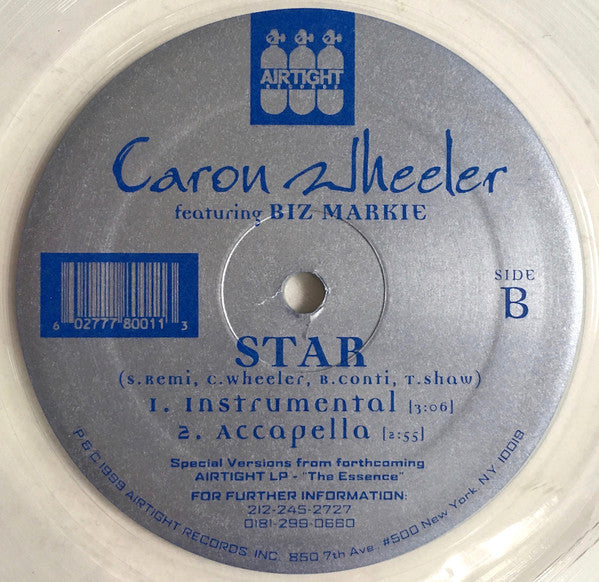 AIRTIGHT
RECORDS
Caron Wheeler
featuring BIZ MARKIE
6 02777 80011 3
SIDE
B
STAR
(S.Remi, C.Wheeler, B.Conti, T.Shaw)
1. Instrumental [3:06]
2. Accapella [2:55]
Special Versions from forthcoming
AIRTIGHT LP - "The Essence"
FOR FURTHER INFORMATION:
212-245-2727
0181-299-0660
P & C 1999 AIRTIGHT RECORDS INC. 850 7th Ave., #500 New York N.Y. 10019